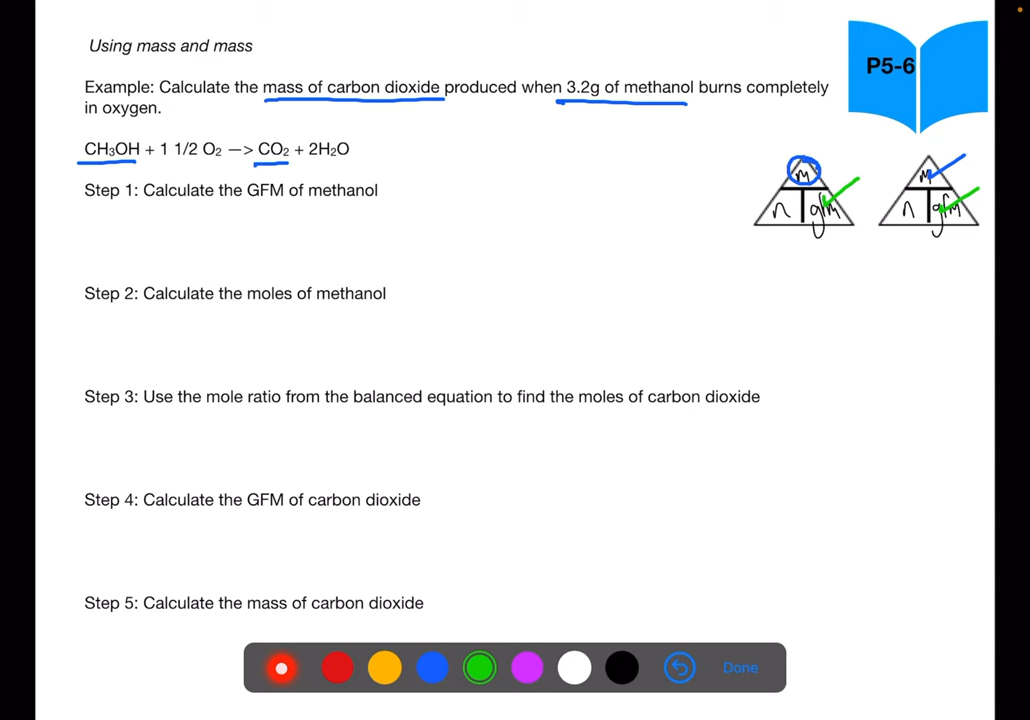 Using mass and mass
P5-6
Example: Calculate the mass of carbon dioxide produced when 3.2g of methanol burns completely
in oxygen.
CH₃OH + 1 1/2 O₂ —> CO₂ + 2H₂O
m
n gfm
m
n gfm
Step 1: Calculate the GFM of methanol
Step 2: Calculate the moles of methanol
Step 3: Use the mole ratio from the balanced equation to find the moles of carbon dioxide
Step 4: Calculate the GFM of carbon dioxide
Step 5: Calculate the mass of carbon dioxide
Done